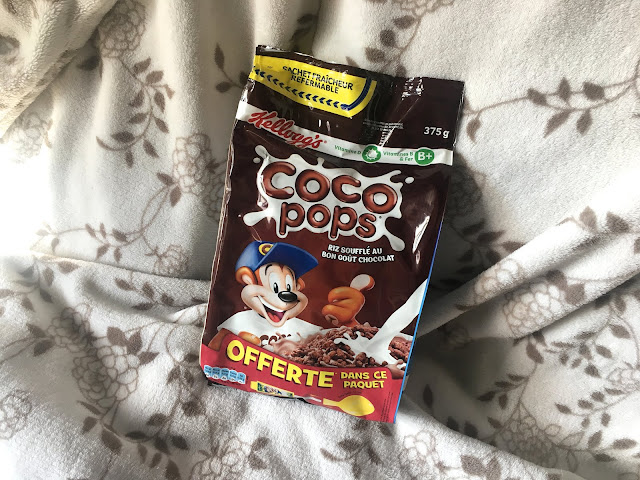 SACHET FRAÎCHEUR
REFERMABLE
375 g
Kellogg's
Vitamine D
Vitamines B
& Fer
B+
COCO
pops
RIZ SOUFFLÉ AU
BON GOÛT CHOCOLAT
OFFERTE
DANS CE
PAQUET